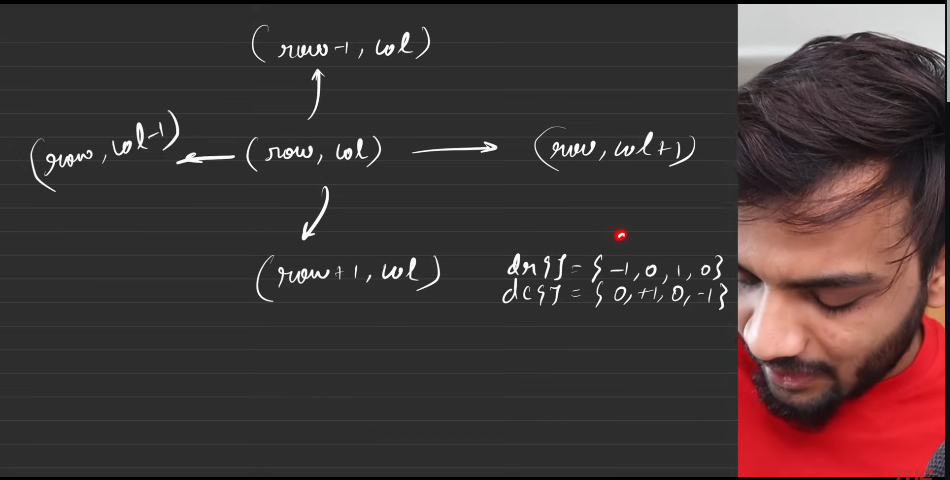 (row-1, col)
(row, col-1) ← (row, col) → (row, col+1)
(row+1, col)
dr[] = { -1, 0, 1, 0}
dc[] = { 0, +1, 0, -1}